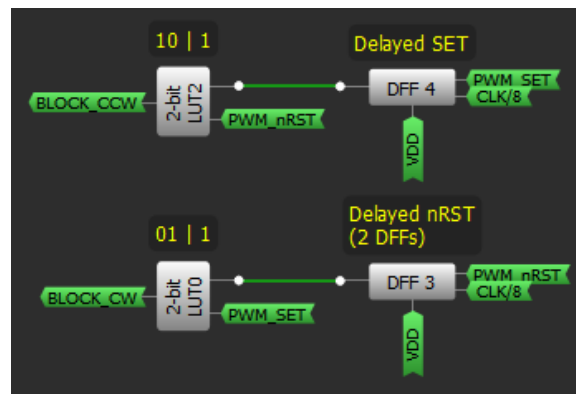 10 | 1
Delayed SET
BLOCK_CCW
2-bit
LUT2
PWM_nRST
DFF 4
PWM_SET
CLK/8
VDD
01 | 1
Delayed nRST
(2 DFFs)
BLOCK_CW
2-bit
LUT0
PWM_SET
DFF 3
PWM_nRST
CLK/8
VDD